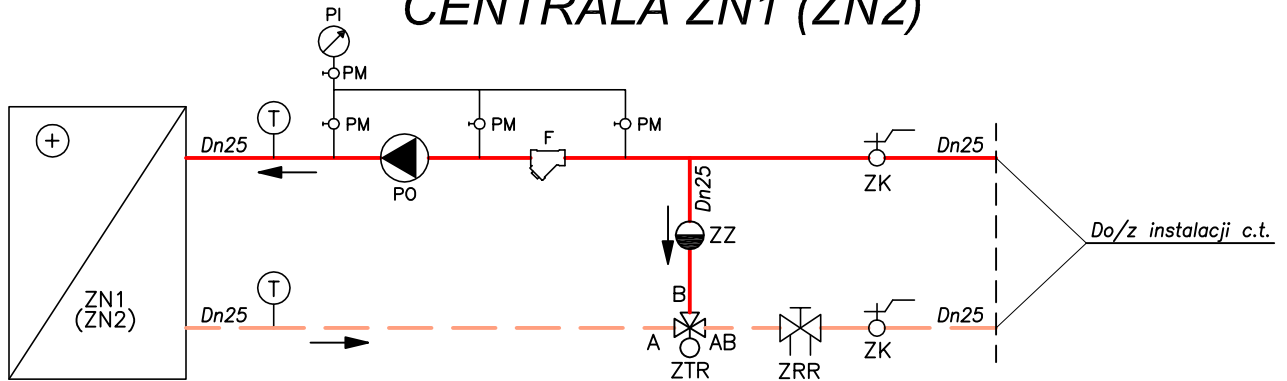 CENTRALA ZN1 (ZN2)
PI
PM
PM
PM
PM
T
Dn25
F
PO
ZK
Dn25
Dn25
ZZ
Do/z instalacji c.t.
ZN1
(ZN2)
Dn25
T
B
A
AB
ZTR
ZRR
ZK
Dn25